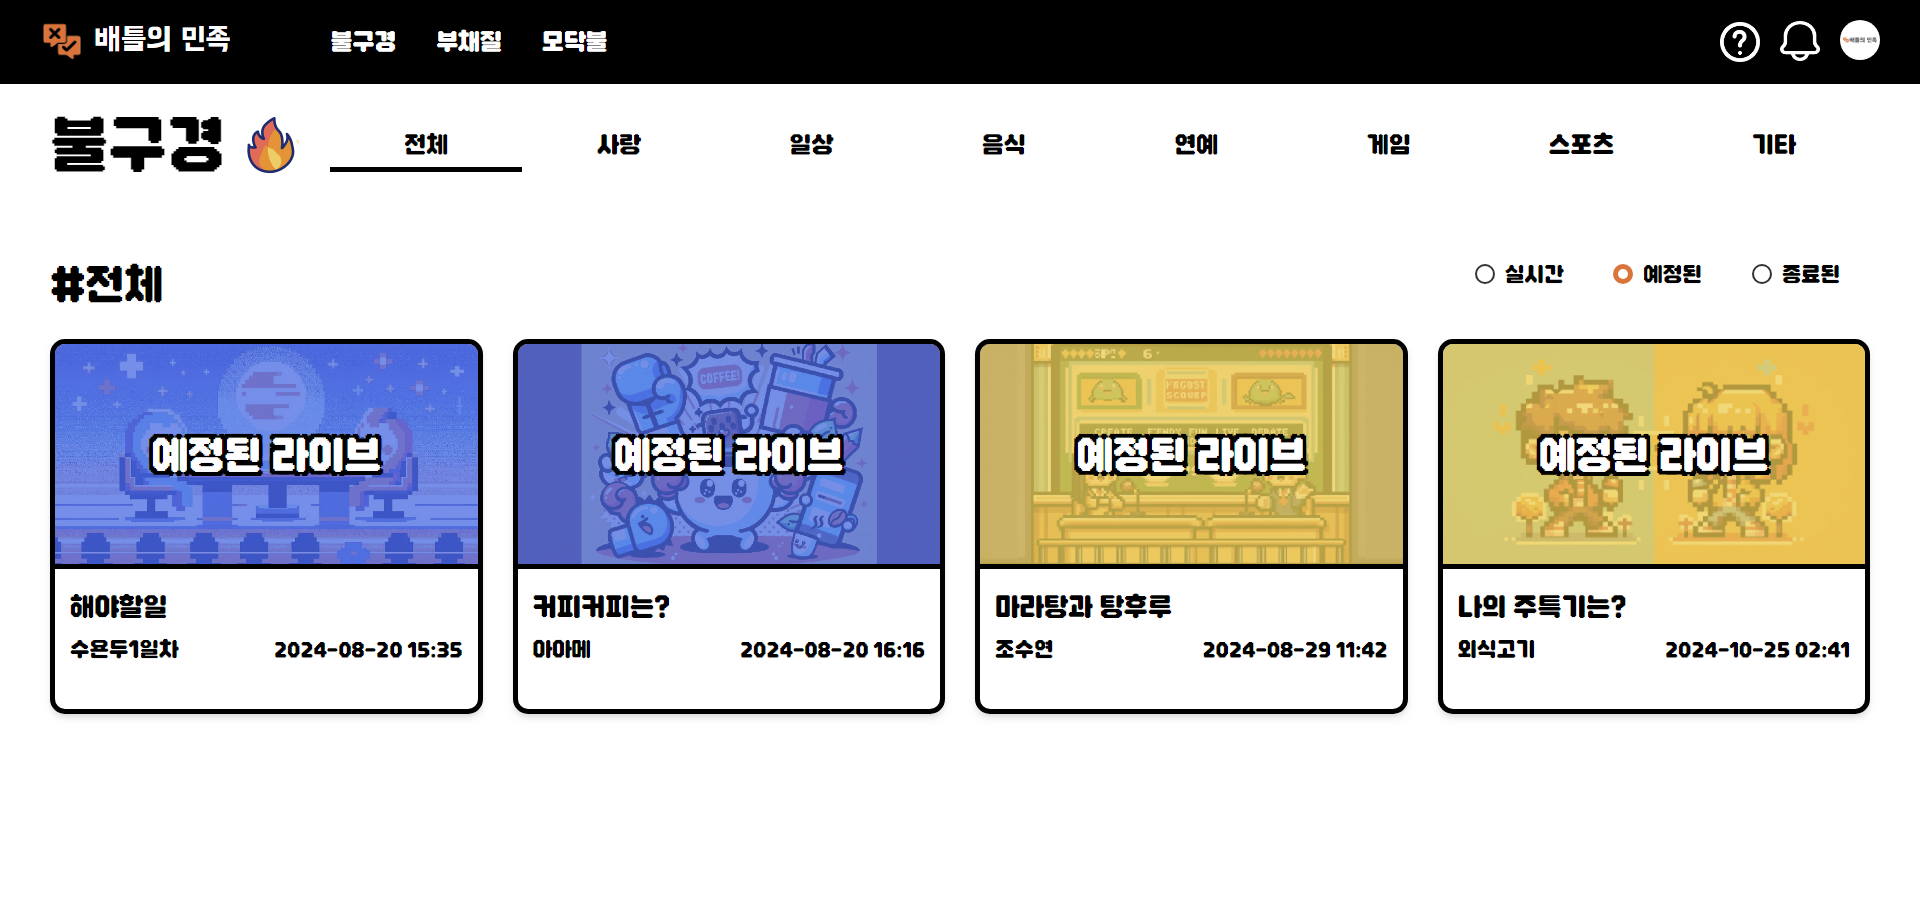 배틀의 민족
불구경 부채질 모닥불
배틀의 민족
불구경
전체 사랑 일상 음식 연예 게임 스포츠 기타
#전체
실시간 예정된 종료된
예정된 라이브
해야할일
수욘두1일차 2024-08-20 15:35
COFFEE!
예정된 라이브
커피커피는?
아아메 2024-08-20 16:16
예정된 라이브
마라탕과 탕후루
조수연 2024-08-29 11:42
예정된 라이브
나의 주특기는?
외식고기 2024-10-25 02:41